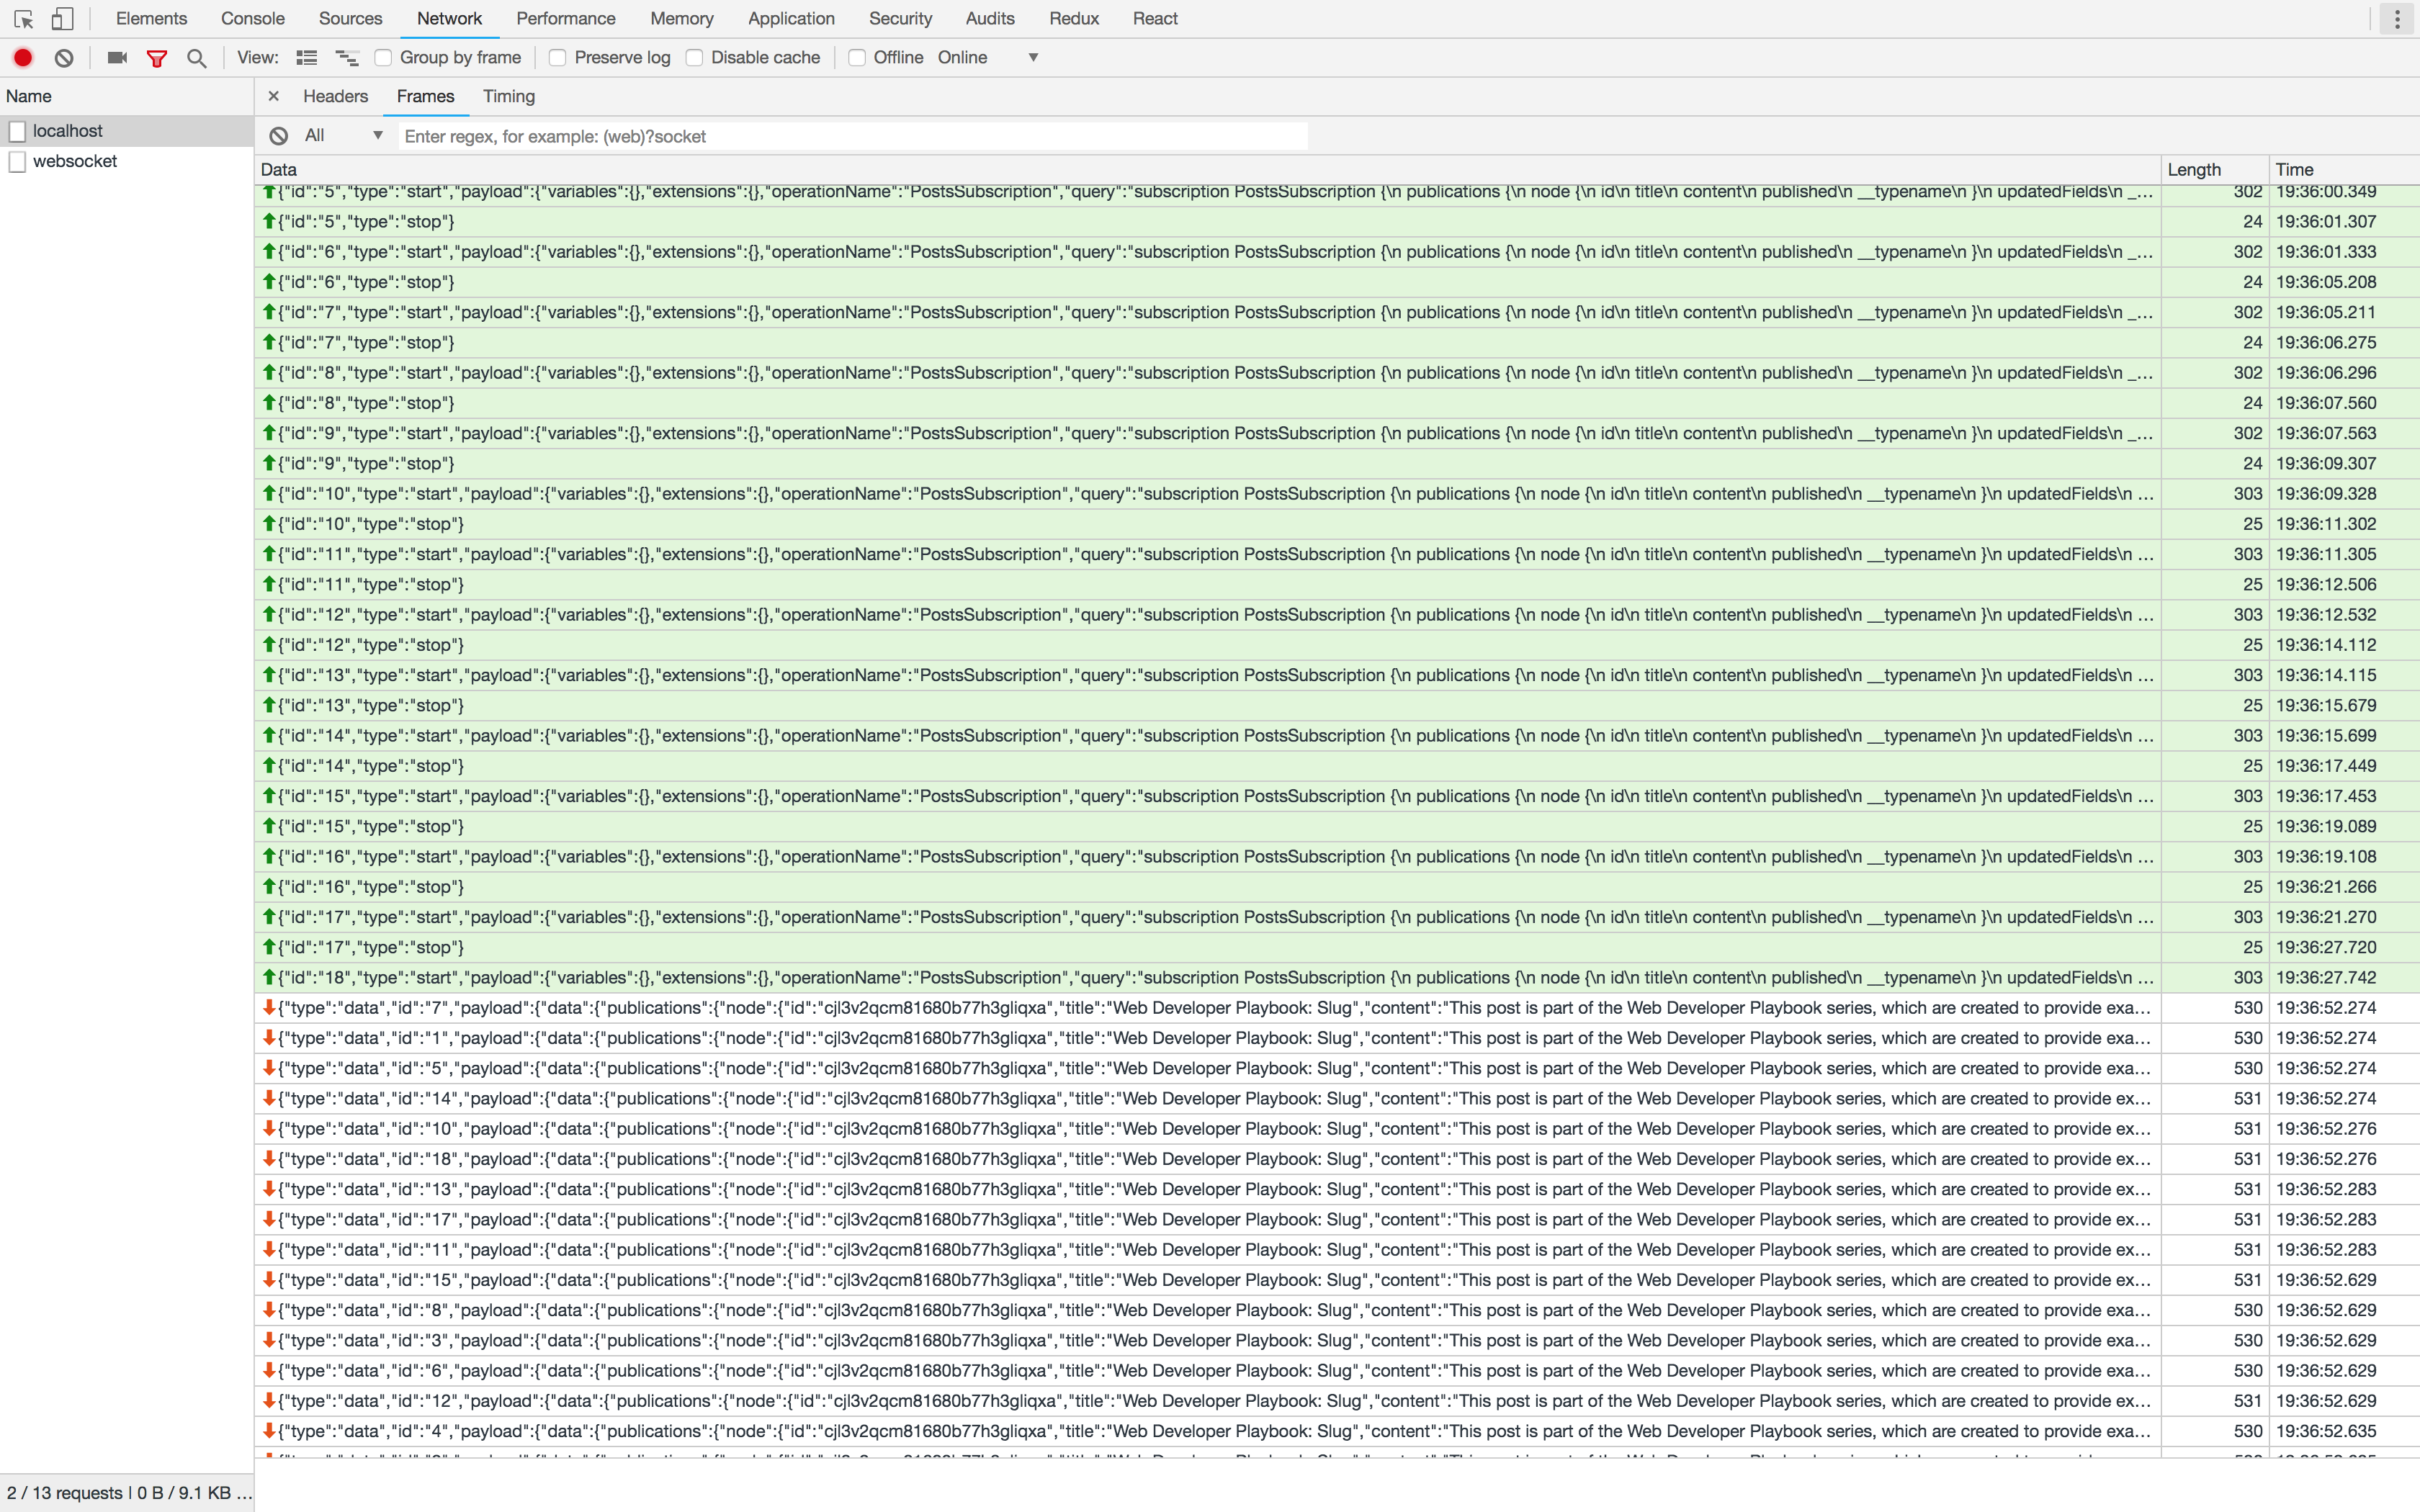 Elements Console Sources Network Performance Memory Application Security Audits Redux React
View: Group by frame Preserve log Disable cache Offline Online
Name
localhost
websocket
2 / 13 requests | 0 B / 9.1 KB ...
× Headers Frames Timing
All Enter regex, for example: (web)?socket
Data Length Time
{"id":"5","type":"start","payload":{"variables":{},"extensions":{},"operationName":"PostsSubscription","query":"subscription PostsSubscription {\n publications {\n node {\n id\n title\n content\n published\n __typename\n }\n updatedFields\n _... 302 19:36:00.349
{"id":"5","type":"stop"} 24 19:36:01.307
{"id":"6","type":"start","payload":{"variables":{},"extensions":{},"operationName":"PostsSubscription","query":"subscription PostsSubscription {\n publications {\n node {\n id\n title\n content\n published\n __typename\n }\n updatedFields\n _... 302 19:36:01.333
{"id":"6","type":"stop"} 24 19:36:05.208
{"id":"7","type":"start","payload":{"variables":{},"extensions":{},"operationName":"PostsSubscription","query":"subscription PostsSubscription {\n publications {\n node {\n id\n title\n content\n published\n __typename\n }\n updatedFields\n _... 302 19:36:05.211
{"id":"7","type":"stop"} 24 19:36:06.275
{"id":"8","type":"start","payload":{"variables":{},"extensions":{},"operationName":"PostsSubscription","query":"subscription PostsSubscription {\n publications {\n node {\n id\n title\n content\n published\n __typename\n }\n updatedFields\n _... 302 19:36:06.296
{"id":"8","type":"stop"} 24 19:36:07.560
{"id":"9","type":"start","payload":{"variables":{},"extensions":{},"operationName":"PostsSubscription","query":"subscription PostsSubscription {\n publications {\n node {\n id\n title\n content\n published\n __typename\n }\n updatedFields\n _... 302 19:36:07.563
{"id":"9","type":"stop"} 24 19:36:09.307
{"id":"10","type":"start","payload":{"variables":{},"extensions":{},"operationName":"PostsSubscription","query":"subscription PostsSubscription {\n publications {\n node {\n id\n title\n content\n published\n __typename\n }\n updatedFields\n ... 303 19:36:09.328
{"id":"10","type":"stop"} 25 19:36:11.302
{"id":"11","type":"start","payload":{"variables":{},"extensions":{},"operationName":"PostsSubscription","query":"subscription PostsSubscription {\n publications {\n node {\n id\n title\n content\n published\n __typename\n }\n updatedFields\n ... 303 19:36:11.305
{"id":"11","type":"stop"} 25 19:36:12.506
{"id":"12","type":"start","payload":{"variables":{},"extensions":{},"operationName":"PostsSubscription","query":"subscription PostsSubscription {\n publications {\n node {\n id\n title\n content\n published\n __typename\n }\n updatedFields\n ... 303 19:36:12.532
{"id":"12","type":"stop"} 25 19:36:14.112
{"id":"13","type":"start","payload":{"variables":{},"extensions":{},"operationName":"PostsSubscription","query":"subscription PostsSubscription {\n publications {\n node {\n id\n title\n content\n published\n __typename\n }\n updatedFields\n ... 303 19:36:14.115
{"id":"13","type":"stop"} 25 19:36:15.679
{"id":"14","type":"start","payload":{"variables":{},"extensions":{},"operationName":"PostsSubscription","query":"subscription PostsSubscription {\n publications {\n node {\n id\n title\n content\n published\n __typename\n }\n updatedFields\n ... 303 19:36:15.699
{"id":"14","type":"stop"} 25 19:36:17.449
{"id":"15","type":"start","payload":{"variables":{},"extensions":{},"operationName":"PostsSubscription","query":"subscription PostsSubscription {\n publications {\n node {\n id\n title\n content\n published\n __typename\n }\n updatedFields\n ... 303 19:36:17.453
{"id":"15","type":"stop"} 25 19:36:19.089
{"id":"16","type":"start","payload":{"variables":{},"extensions":{},"operationName":"PostsSubscription","query":"subscription PostsSubscription {\n publications {\n node {\n id\n title\n content\n published\n __typename\n }\n updatedFields\n ... 303 19:36:19.108
{"id":"16","type":"stop"} 25 19:36:21.266
{"id":"17","type":"start","payload":{"variables":{},"extensions":{},"operationName":"PostsSubscription","query":"subscription PostsSubscription {\n publications {\n node {\n id\n title\n content\n published\n __typename\n }\n updatedFields\n ... 303 19:36:21.270
{"id":"17","type":"stop"} 25 19:36:27.720
{"id":"18","type":"start","payload":{"variables":{},"extensions":{},"operationName":"PostsSubscription","query":"subscription PostsSubscription {\n publications {\n node {\n id\n title\n content\n published\n __typename\n }\n updatedFields\n ... 303 19:36:27.742
{"type":"data","id":"7","payload":{"data":{"publications":{"node":{"id":"cjl3v2qcm81680b77h3gliqxa","title":"Web Developer Playbook: Slug","content":"This post is part of the Web Developer Playbook series, which are created to provide exa... 530 19:36:52.274
{"type":"data","id":"1","payload":{"data":{"publications":{"node":{"id":"cjl3v2qcm81680b77h3gliqxa","title":"Web Developer Playbook: Slug","content":"This post is part of the Web Developer Playbook series, which are created to provide exa... 530 19:36:52.274
{"type":"data","id":"5","payload":{"data":{"publications":{"node":{"id":"cjl3v2qcm81680b77h3gliqxa","title":"Web Developer Playbook: Slug","content":"This post is part of the Web Developer Playbook series, which are created to provide exa... 530 19:36:52.274
{"type":"data","id":"14","payload":{"data":{"publications":{"node":{"id":"cjl3v2qcm81680b77h3gliqxa","title":"Web Developer Playbook: Slug","content":"This post is part of the Web Developer Playbook series, which are created to provide ex... 531 19:36:52.274
{"type":"data","id":"10","payload":{"data":{"publications":{"node":{"id":"cjl3v2qcm81680b77h3gliqxa","title":"Web Developer Playbook: Slug","content":"This post is part of the Web Developer Playbook series, which are created to provide ex... 531 19:36:52.276
{"type":"data","id":"18","payload":{"data":{"publications":{"node":{"id":"cjl3v2qcm81680b77h3gliqxa","title":"Web Developer Playbook: Slug","content":"This post is part of the Web Developer Playbook series, which are created to provide ex... 531 19:36:52.276
{"type":"data","id":"13","payload":{"data":{"publications":{"node":{"id":"cjl3v2qcm81680b77h3gliqxa","title":"Web Developer Playbook: Slug","content":"This post is part of the Web Developer Playbook series, which are created to provide ex... 531 19:36:52.283
{"type":"data","id":"17","payload":{"data":{"publications":{"node":{"id":"cjl3v2qcm81680b77h3gliqxa","title":"Web Developer Playbook: Slug","content":"This post is part of the Web Developer Playbook series, which are created to provide ex... 531 19:36:52.283
{"type":"data","id":"11","payload":{"data":{"publications":{"node":{"id":"cjl3v2qcm81680b77h3gliqxa","title":"Web Developer Playbook: Slug","content":"This post is part of the Web Developer Playbook series, which are created to provide ex... 531 19:36:52.283
{"type":"data","id":"15","payload":{"data":{"publications":{"node":{"id":"cjl3v2qcm81680b77h3gliqxa","title":"Web Developer Playbook: Slug","content":"This post is part of the Web Developer Playbook series, which are created to provide ex... 531 19:36:52.629
{"type":"data","id":"8","payload":{"data":{"publications":{"node":{"id":"cjl3v2qcm81680b77h3gliqxa","title":"Web Developer Playbook: Slug","content":"This post is part of the Web Developer Playbook series, which are created to provide exa... 530 19:36:52.629
{"type":"data","id":"3","payload":{"data":{"publications":{"node":{"id":"cjl3v2qcm81680b77h3gliqxa","title":"Web Developer Playbook: Slug","content":"This post is part of the Web Developer Playbook series, which are created to provide exa... 530 19:36:52.629
{"type":"data","id":"6","payload":{"data":{"publications":{"node":{"id":"cjl3v2qcm81680b77h3gliqxa","title":"Web Developer Playbook: Slug","content":"This post is part of the Web Developer Playbook series, which are created to provide exa... 530 19:36:52.629
{"type":"data","id":"12","payload":{"data":{"publications":{"node":{"id":"cjl3v2qcm81680b77h3gliqxa","title":"Web Developer Playbook: Slug","content":"This post is part of the Web Developer Playbook series, which are created to provide ex... 531 19:36:52.629
{"type":"data","id":"4","payload":{"data":{"publications":{"node":{"id":"cjl3v2qcm81680b77h3gliqxa","title":"Web Developer Playbook: Slug","content":"This post is part of the Web Developer Playbook series, which are created to provide exa... 530 19:36:52.635